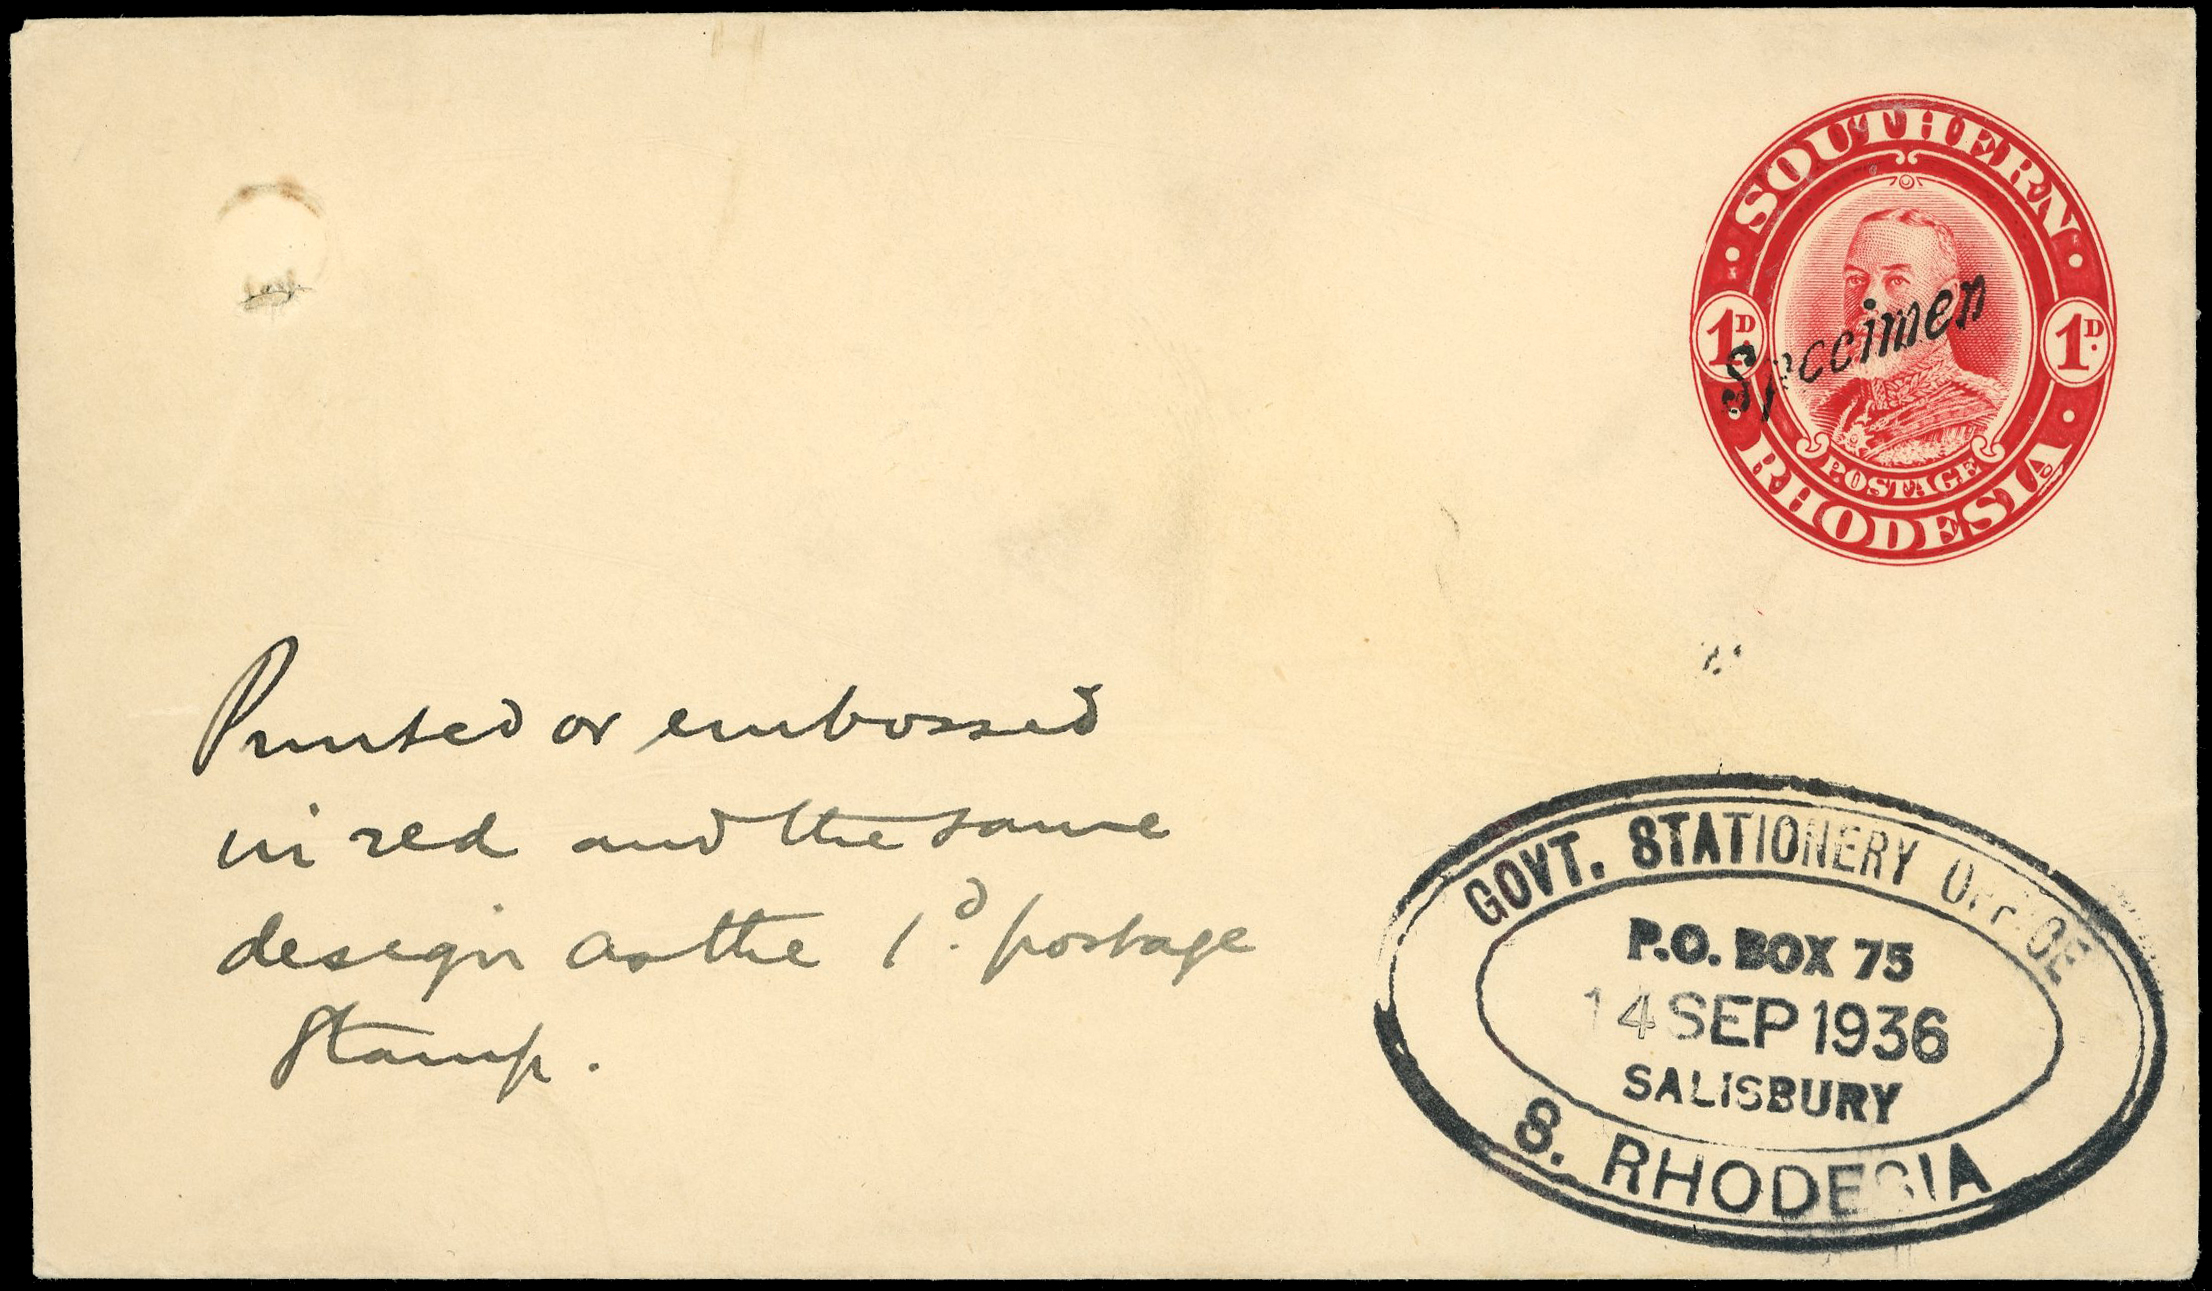 SOUTHERN
1D.
1D.
Specimen
POSTAGE
RHODESIA
Printed or embossed
in red and the same
design as the 1d. postage
Stamp.
GOVT. STATIONERY OFFICE
P.O. BOX 75
14 SEP 1936
SALISBURY
S. RHODESIA